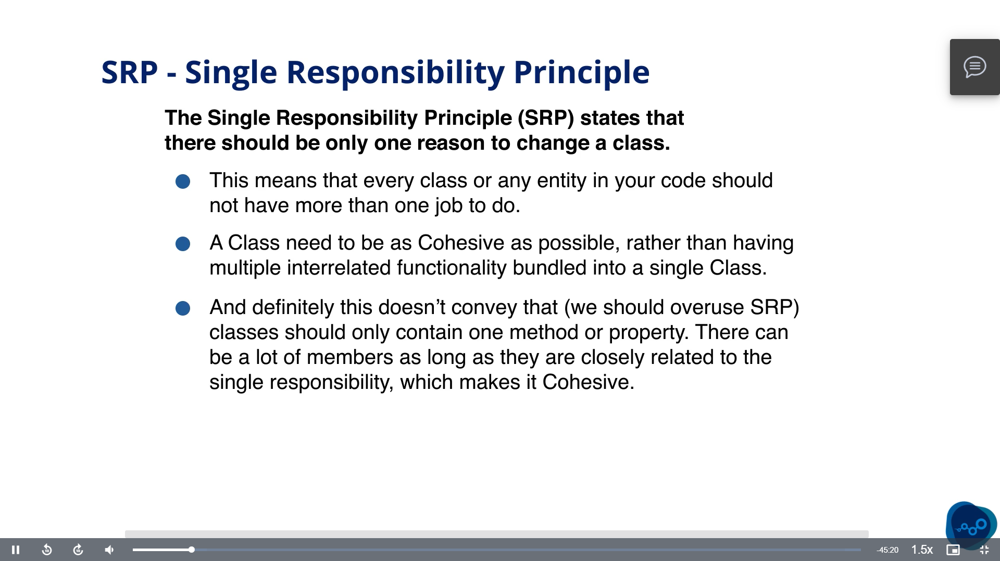 SRP - Single Responsibility Principle
The Single Responsibility Principle (SRP) states that
there should be only one reason to change a class.
This means that every class or any entity in your code should
not have more than one job to do.
A Class need to be as Cohesive as possible, rather than having
multiple interrelated functionality bundled into a single Class.
And definitely this doesn’t convey that (we should overuse SRP)
classes should only contain one method or property. There can
be a lot of members as long as they are closely related to the
single responsibility, which makes it Cohesive.
10
10
-45:20
1.5x